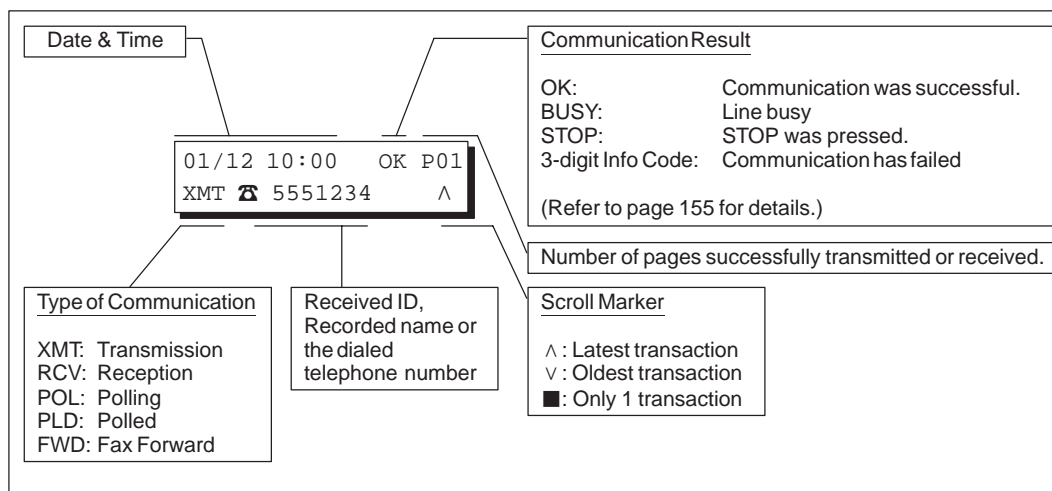 Date & Time
Communication Result
OK: Communication was successful.
BUSY: Line busy
STOP: STOP was pressed.
3-digit Info Code: Communication has failed
(Refer to page 155 for details.)
01/12 10:00 OK P01
XMT ☎ 5551234 ∧
Number of pages successfully transmitted or received.
Type of Communication
XMT: Transmission
RCV: Reception
POL: Polling
PLD: Polled
FWD: Fax Forward
Received ID,
Recorded name or
the dialed
telephone number
Scroll Marker
∧: Latest transaction
∨: Oldest transaction
■: Only 1 transaction